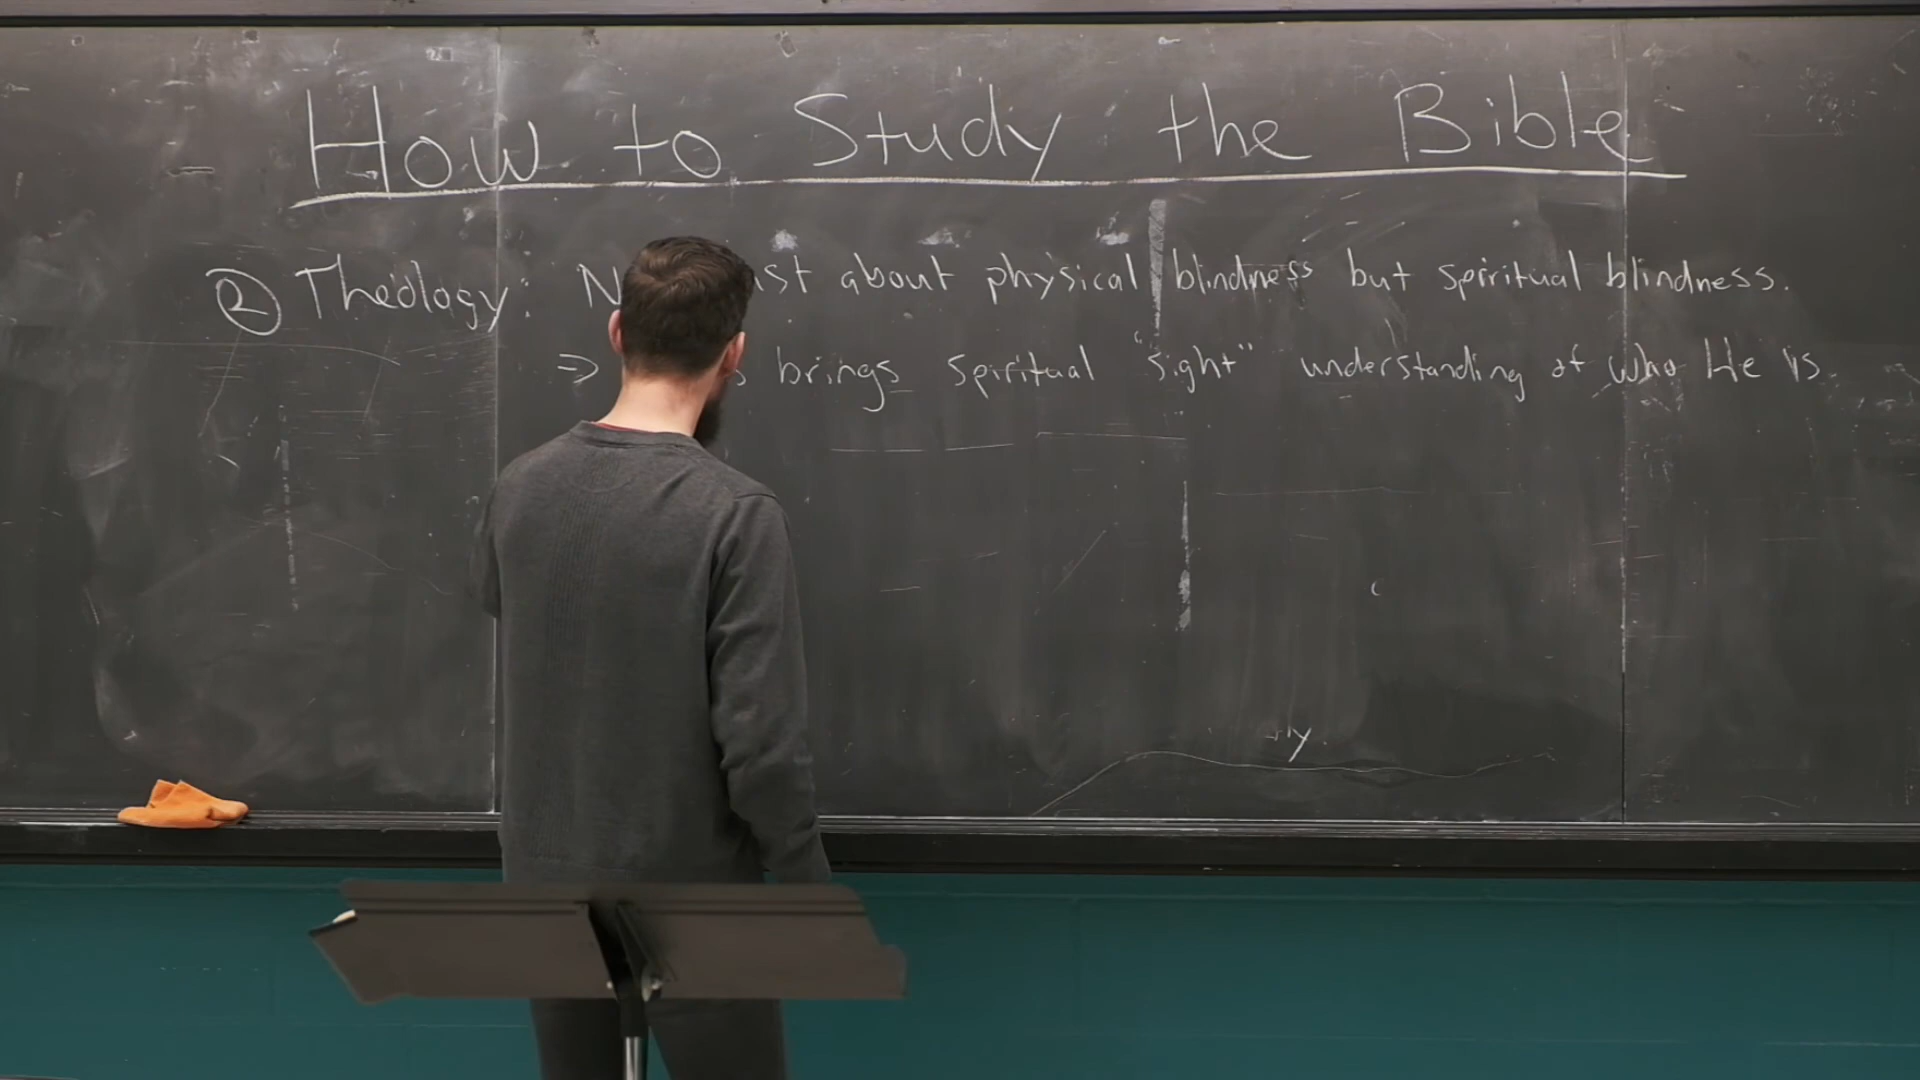 How to Study the Bible
② Theology: about physical blindness but spiritual blindness.
⇒ brings spiritual "sight" understanding of who He is.